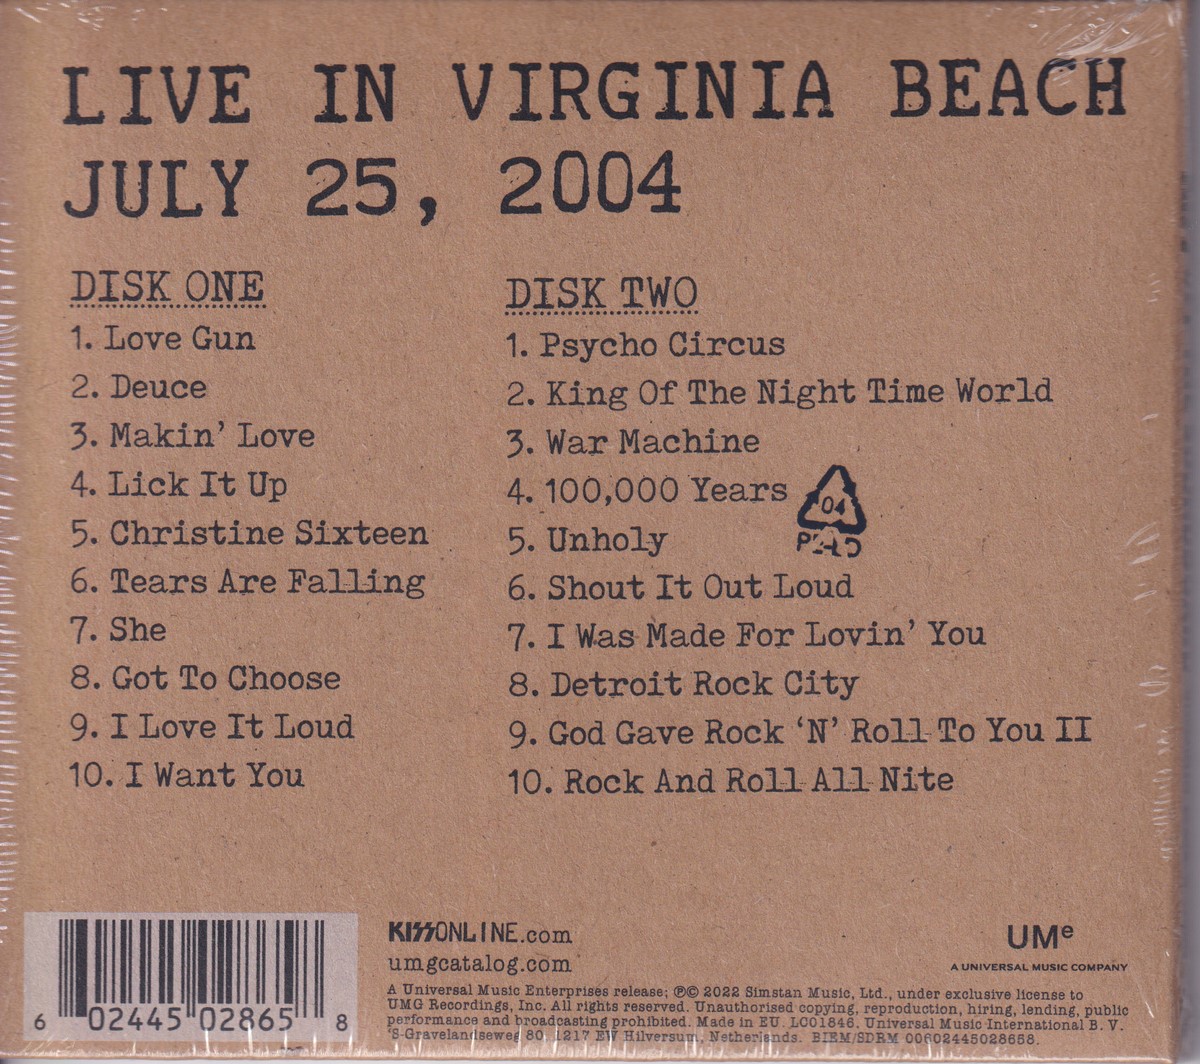 LIVE IN VIRGINIA BEACH
JULY 25, 2004
DISK ONE
1. Love Gun
2. Deuce
3. Makin' Love
4. Lick It Up
5. Christine Sixteen
6. Tears Are Falling
7. She
8. Got To Choose
9. I Love It Loud
10. I Want You
DISK TWO
1. Psycho Circus
2. King Of The Night Time World
3. War Machine
4. 100,000 Years
5. Unholy
6. Shout It Out Loud
7. I Was Made For Lovin' You
8. Detroit Rock City
9. God Gave Rock 'N' Roll To You II
10. Rock And Roll All Nite
04
6 02445 02865 8
KISSONLINE.com
umgcatalog.com
UMe
A UNIVERSAL MUSIC COMPANY
A Universal Music Enterprises release; ℗© 2022 Simstan Music, Ltd., under exclusive license to
UMG Recordings, Inc. All rights reserved. Unauthorised copying, reproduction, hiring, lending, public
performance and broadcasting prohibited. Made in EU. LC01846. Universal Music International B. V.
'S-Gravelandseweg 80, 1217 EW Hilversum, Netherlands. BIEM/SDRM 00602445028658.